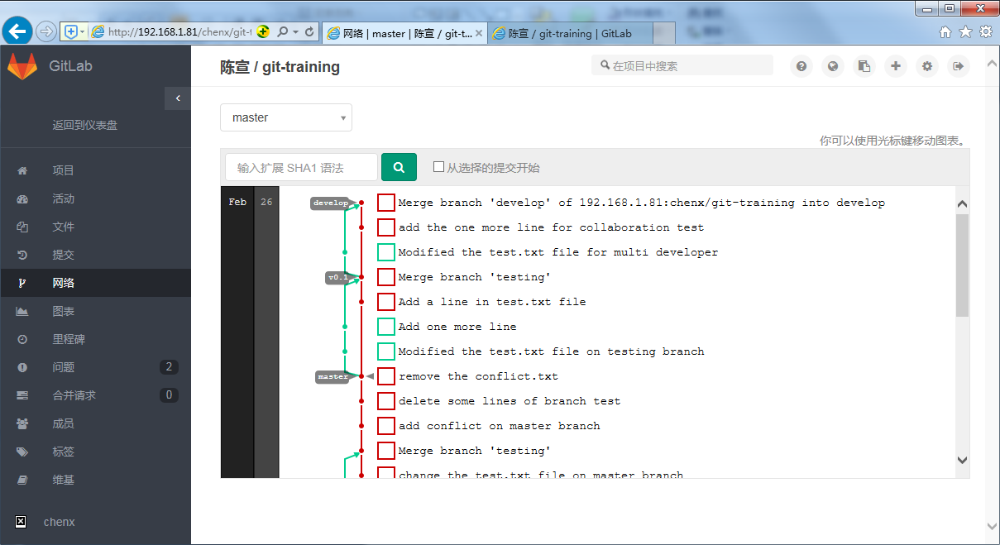 http://192.168.1.81/chenx/git-t
网络 | master | 陈宣 / git-t...
陈宣 / git-training | GitLab
GitLab
陈宣 / git-training
在项目中搜索
返回到仪表盘
项目
活动
文件
提交
网络
图表
里程碑
问题 2
合并请求 0
成员
标签
维基
chenx
master
你可以使用光标键移动图表。
输入扩展 SHA1 语法
从选择的提交开始
Feb 26
develop Merge branch 'develop' of 192.168.1.81:chenx/git-training into develop
add the one more line for collaboration test
Modified the test.txt file for multi developer
v0.1 Merge branch 'testing'
Add a line in test.txt file
Add one more line
Modified the test.txt file on testing branch
master remove the conflict.txt
delete some lines of branch test
add conflict on master branch
Merge branch 'testing'
change the test.txt file on master branch